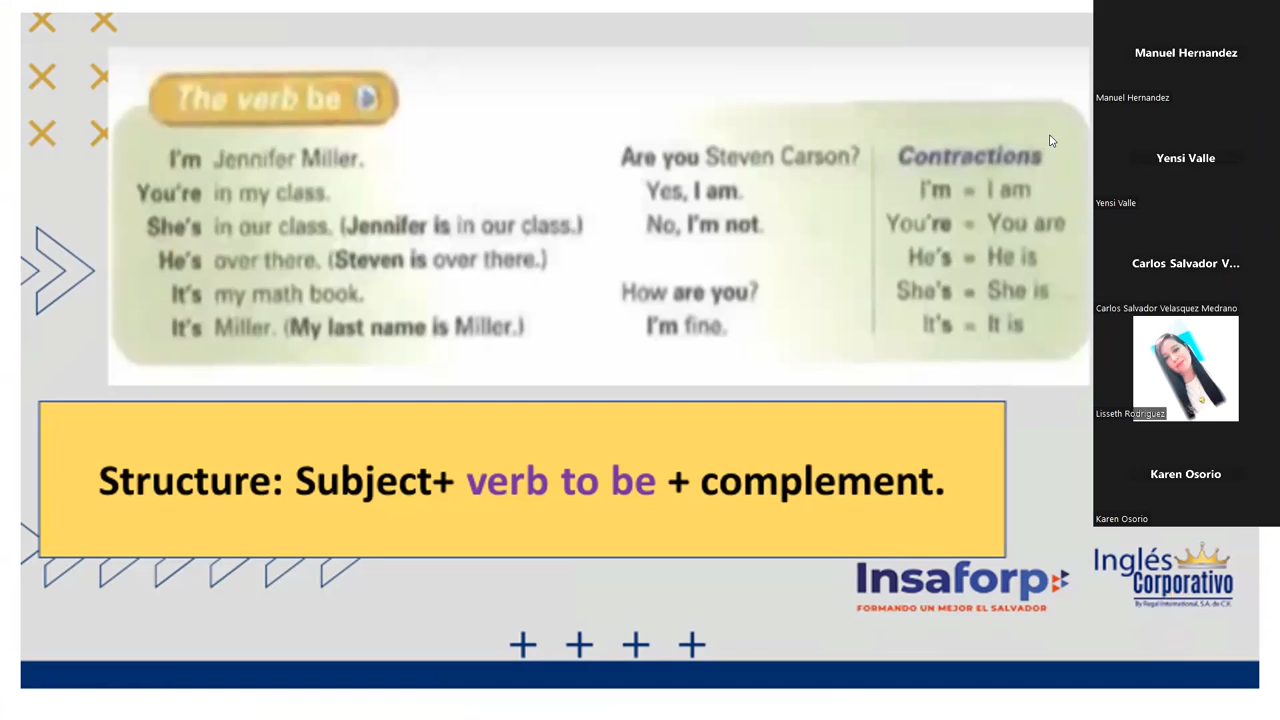 The verb be
I'm Jennifer Miller.
You're in my class.
She's in our class. (Jennifer is in our class.)
He's over there. (Steven is over there.)
It's my math book.
It's Miller. (My last name is Miller.)
Are you Steven Carson?
Yes, I am.
No, I'm not.
How are you?
I'm fine.
Contractions
I'm = I am
You're = You are
He's = He is
She's = She is
It's = It is
Structure: Subject+ verb to be + complement.
Insaforp
FORMANDO UN MEJOR EL SALVADOR
Inglés
Corporativo
By Regal International, S.A. de C.V.
Manuel Hernandez
Manuel Hernandez
Yensi Valle
Yensi Valle
Carlos Salvador V...
Carlos Salvador Velasquez Medrano
Lisseth Rodriguez
Karen Osorio
Karen Osorio